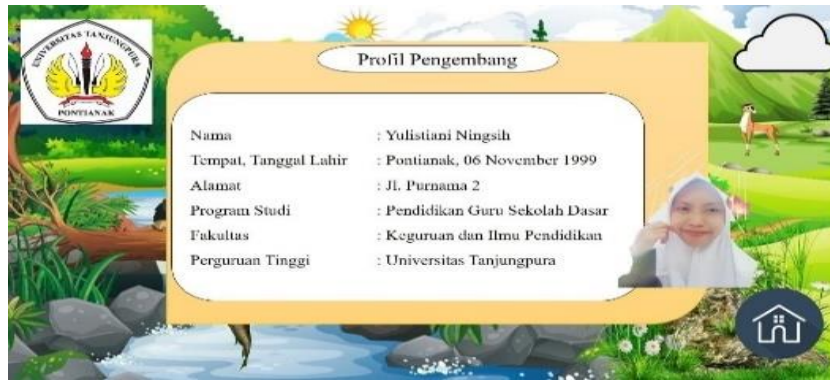 UNIVERSITAS TANJUNGPURA
PONTIANAK
Profil Pengembang
Nama : Yulistiani Ningsih
Tempat, Tanggal Lahir : Pontianak, 06 November 1999
Alamat : Jl. Purnama 2
Program Studi : Pendidikan Guru Sekolah Dasar
Fakultas : Keguruan dan Ilmu Pendidikan
Perguruan Tinggi : Universitas Tanjungpura